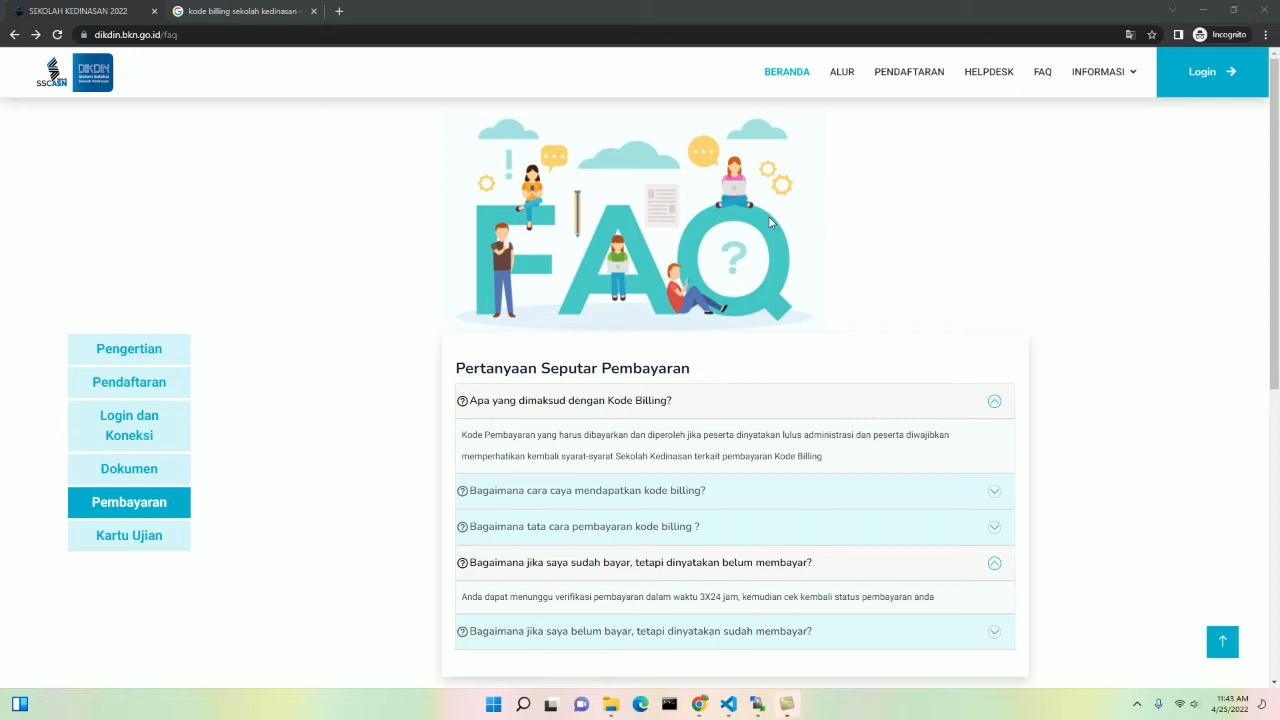 SEKOLAH KEDINASAN 2022
kode billing sekolah kedinasan -
dikdin.bkn.go.id/faq
Incognito
SSCASN
DIKDIN
BERANDA
ALUR
PENDAFTARAN
HELPDESK
FAQ
INFORMASI
Login
FAQ
?
Pengertian
Pendaftaran
Login dan
Koneksi
Dokumen
Pembayaran
Kartu Ujian
Pertanyaan Seputar Pembayaran
Apa yang dimaksud dengan Kode Billing?
Kode Pembayaran yang harus dibayarkan dan diperoleh jika peserta dinyatakan lulus administrasi dan peserta diwajibkan
memperhatikan kembali syarat-syarat Sekolah Kedinasan terkait pembayaran Kode Billing
Bagaimana cara caya mendapatkan kode billing?
Bagaimana tata cara pembayaran kode billing ?
Bagaimana jika saya sudah bayar, tetapi dinyatakan belum membayar?
Anda dapat menunggu verifikasi pembayaran dalam waktu 3X24 jam, kemudian cek kembali status pembayaran anda
Bagaimana jika saya belum bayar, tetapi dinyatakan sudah membayar?
11:43 AM
4/25/2022